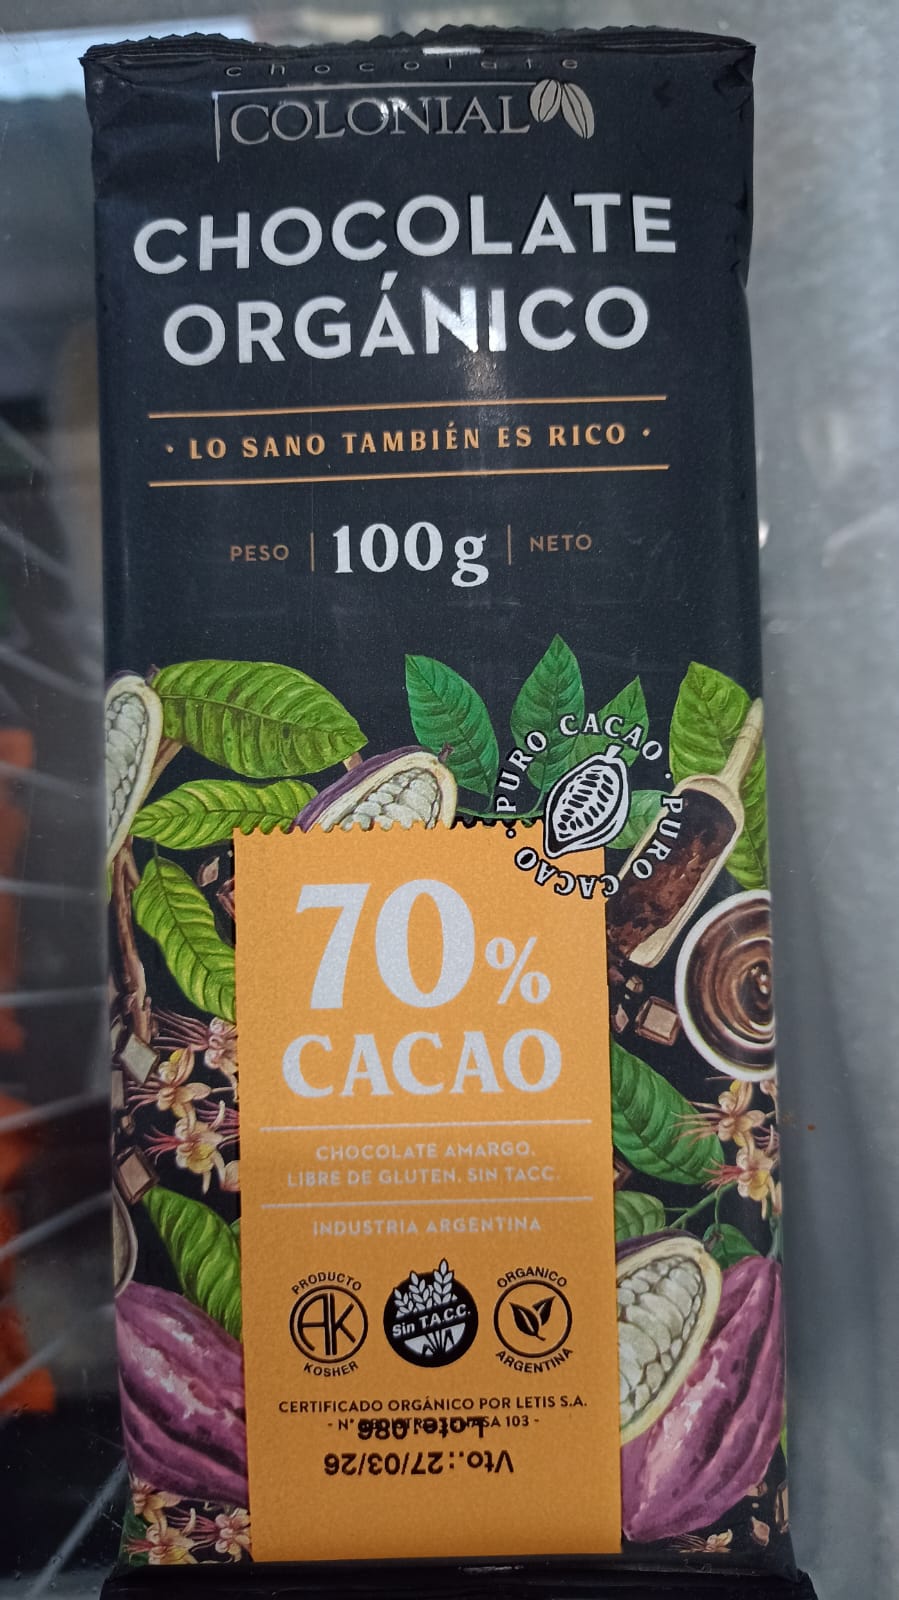 chocolate
COLONIAL
CHOCOLATE
ORGÁNICO
· LO SANO TAMBIÉN ES RICO ·
PESO | 100g | NETO
PURO CACAO · PURO CACAO ·
70%
CACAO
CHOCOLATE AMARGO.
LIBRE DE GLUTEN. SIN TACC.
INDUSTRIA ARGENTINA
PRODUCTO
AK
KOSHER
Sin T.A.C.C.
ORGANICO
ARGENTINA
CERTIFICADO ORGÁNICO POR LETIS S.A.
- N° 103 -
Lote:086
Vto.:27/03/26